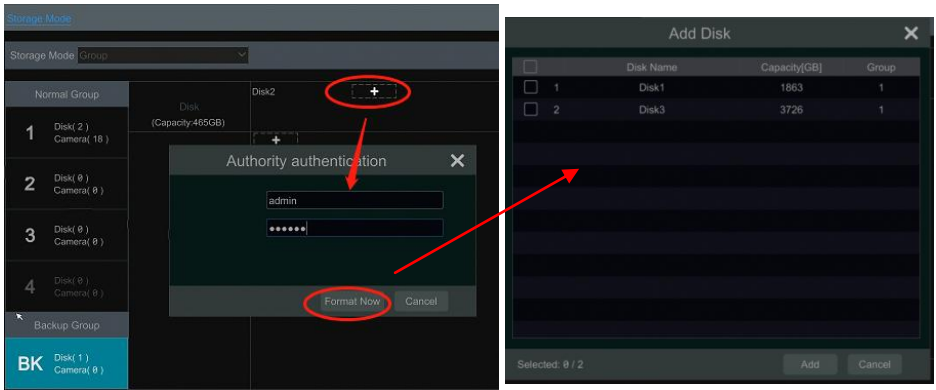 Storage Mode
Storage Mode Group
Normal Group
1 Disk( 2 )
Camera( 18 )
2 Disk( 0 )
Camera( 0 )
3 Disk( 0 )
Camera( 0 )
4 Disk( 0 )
Camera( 0 )
Backup Group
BK Disk( 1 )
Camera( 0 )
Disk
(Capacity:465GB)
Disk2 +
+
Authority authentication
admin
●●●●●●
Format Now Cancel
Add Disk
Disk Name Capacity[GB] Group
1 Disk1 1863 1
2 Disk3 3726 1
Selected: 0 / 2 Add Cancel